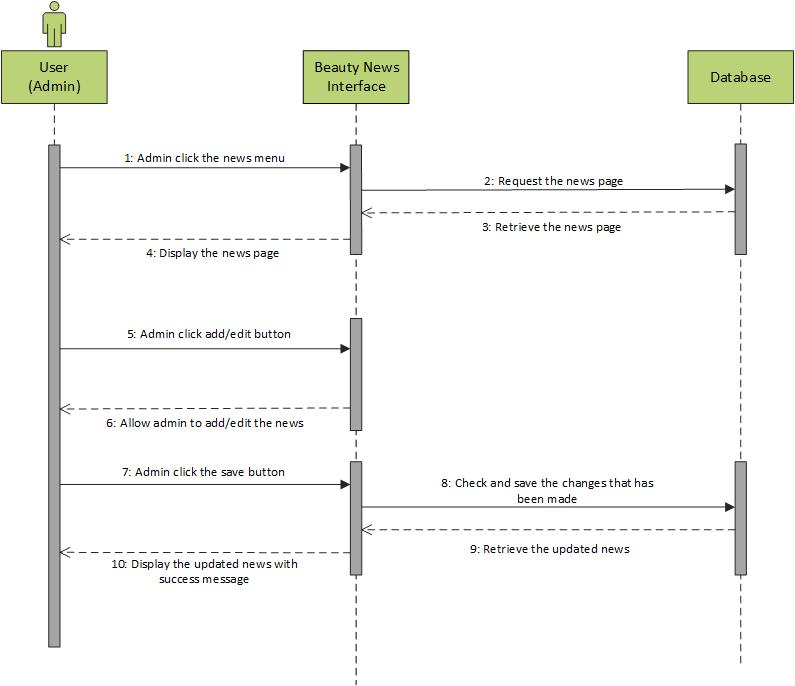 User
(Admin)
Beauty News
Interface
Database
1: Admin click the news menu
2: Request the news page
3: Retrieve the news page
4: Display the news page
5: Admin click add/edit button
6: Allow admin to add/edit the news
7: Admin click the save button
8: Check and save the changes that has
been made
9: Retrieve the updated news
10: Display the updated news with
success message